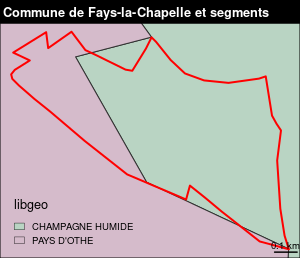 Commune de Fays-la-Chapelle et segments
libgeo
CHAMPAGNE HUMIDE
PAYS D'OTHE
0.1 km